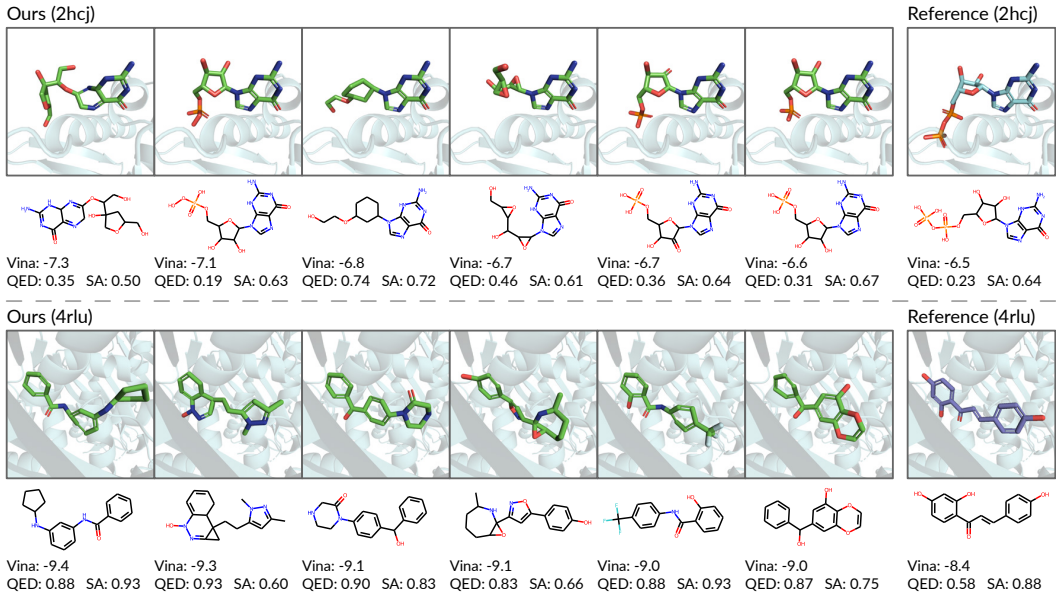 Ours (2hcj)
Reference (2hcj)
Vina: -7.3
QED: 0.35 SA: 0.50
Vina: -7.1
QED: 0.19 SA: 0.63
Vina: -6.8
QED: 0.74 SA: 0.72
Vina: -6.7
QED: 0.46 SA: 0.61
Vina: -6.7
QED: 0.36 SA: 0.64
Vina: -6.6
QED: 0.31 SA: 0.67
Vina: -6.5
QED: 0.23 SA: 0.64
Ours (4rlu)
Reference (4rlu)
Vina: -9.4
QED: 0.88 SA: 0.93
Vina: -9.3
QED: 0.93 SA: 0.60
Vina: -9.1
QED: 0.90 SA: 0.83
Vina: -9.1
QED: 0.83 SA: 0.66
Vina: -9.0
QED: 0.88 SA: 0.93
Vina: -9.0
QED: 0.87 SA: 0.75
Vina: -8.4
QED: 0.58 SA: 0.88